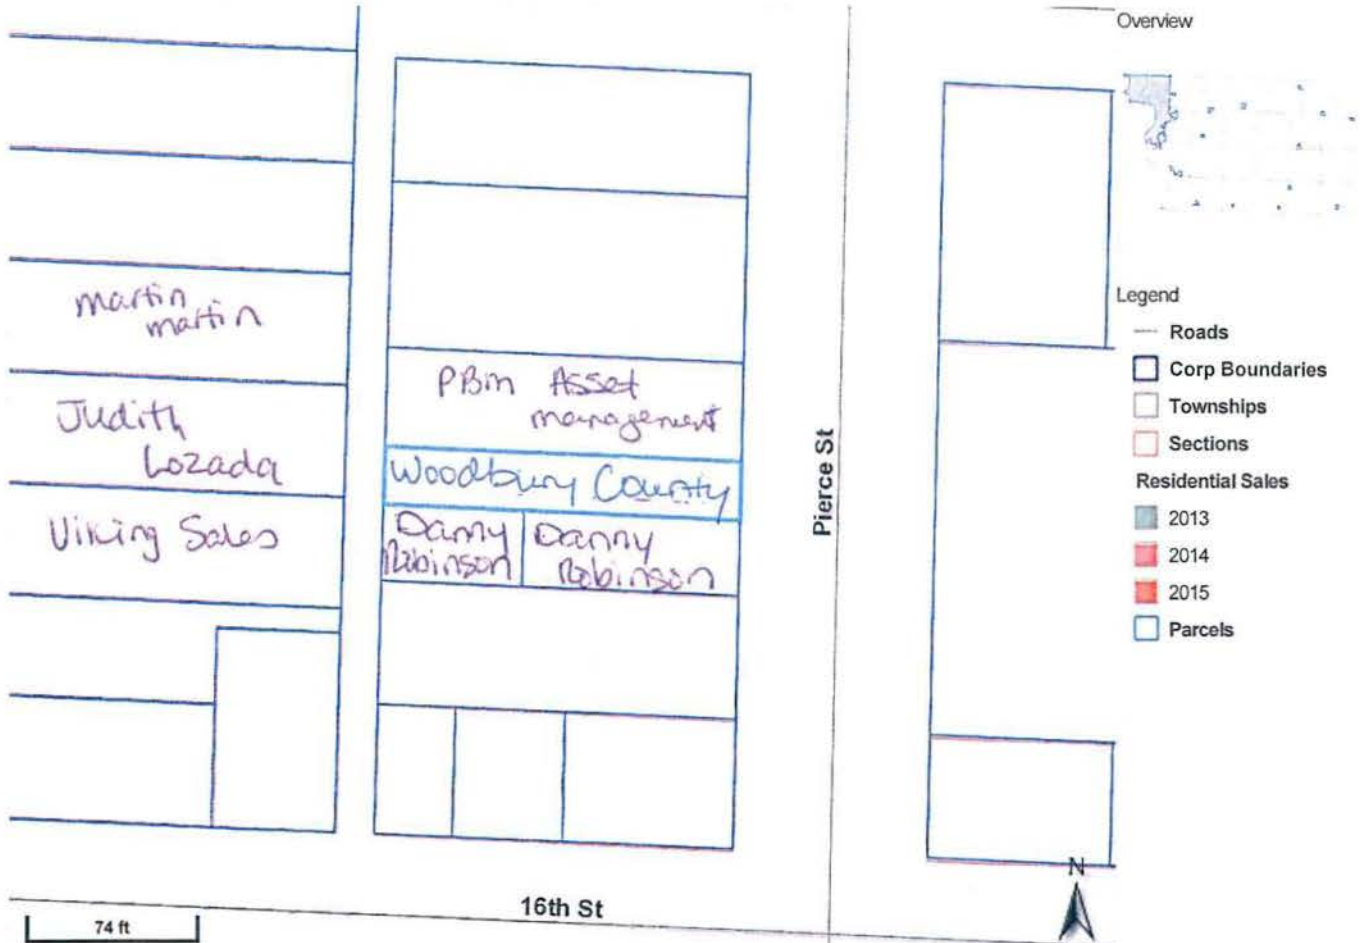 Overview
martin
martin
Judith
Lozada
Viking Sales
PBm Asset
management
Woodbury County
Danny
Robinson
Danny
Robinson
Pierce St
16th St
74 ft
N
Legend
Roads
Corp Boundaries
Townships
Sections
Residential Sales
2013
2014
2015
Parcels